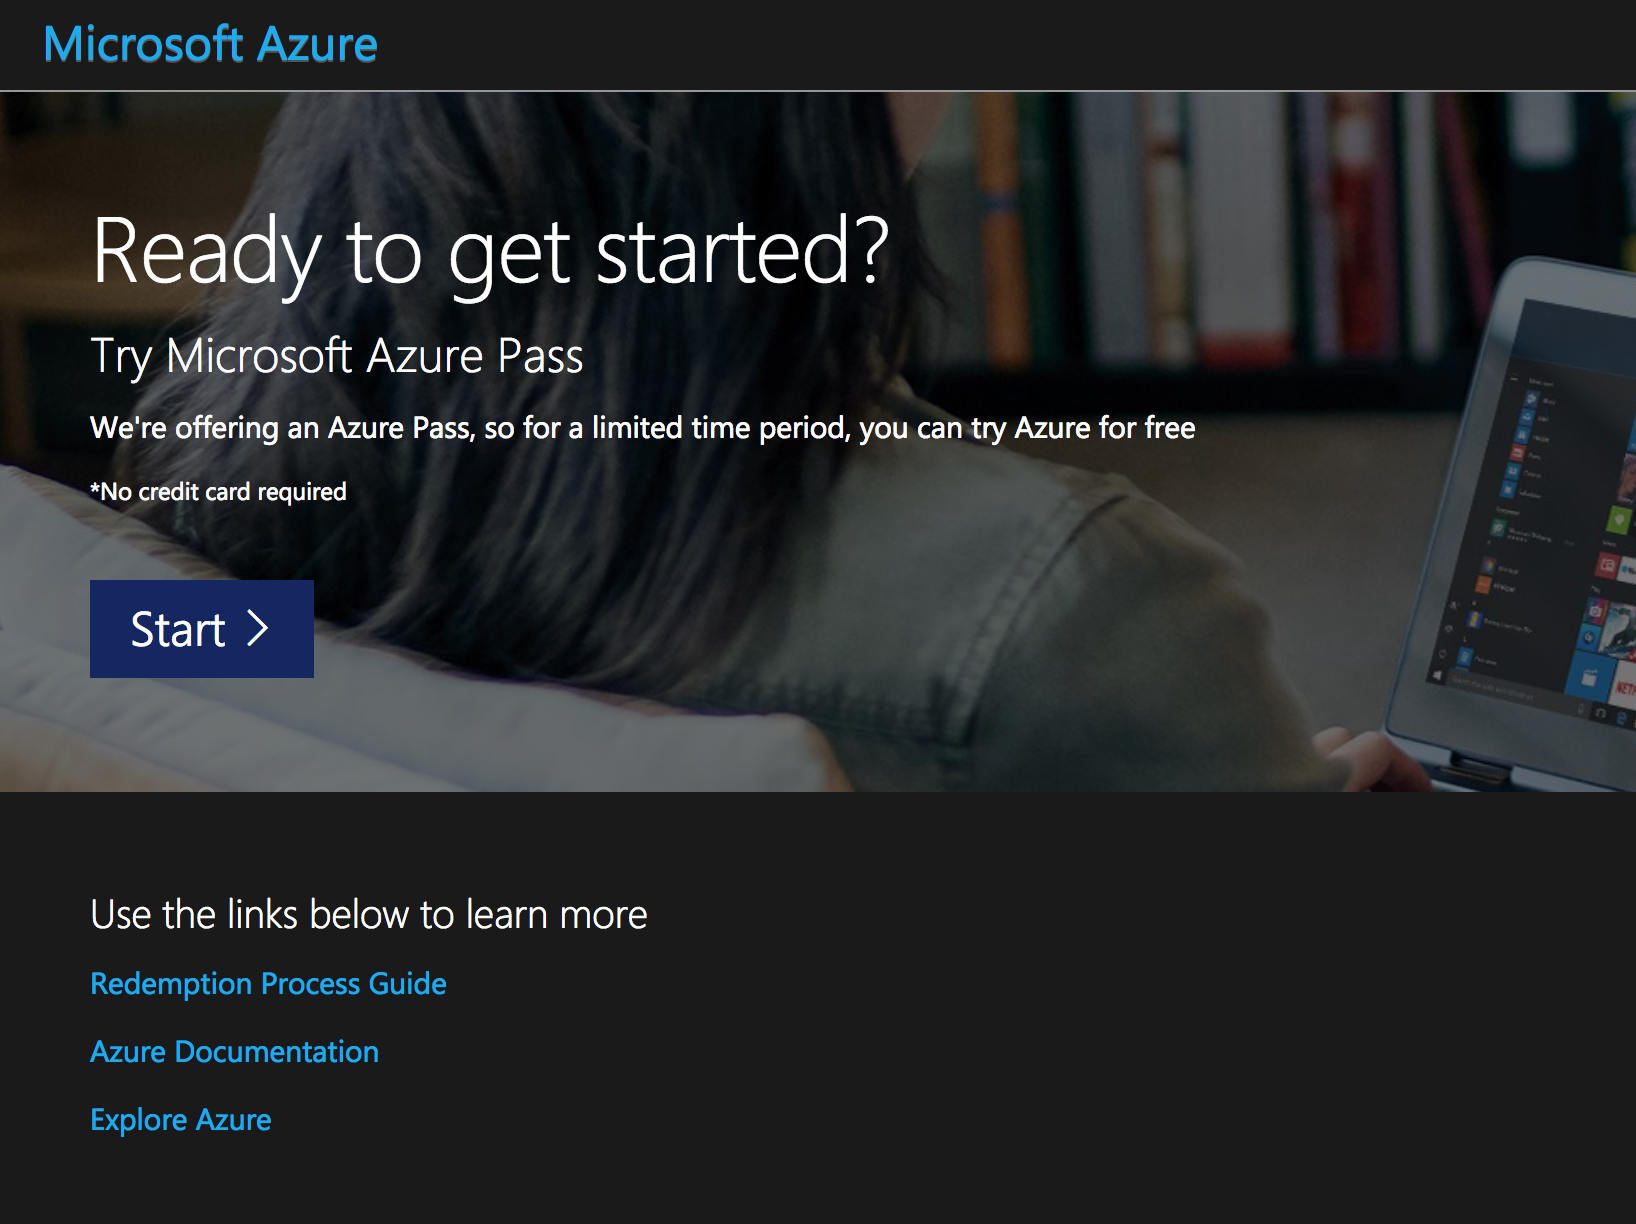 Microsoft Azure
Ready to get started?
Try Microsoft Azure Pass
We're offering an Azure Pass, so for a limited time period, you can try Azure for free
*No credit card required
Start
Use the links below to learn more
Redemption Process Guide
Azure Documentation
Explore Azure